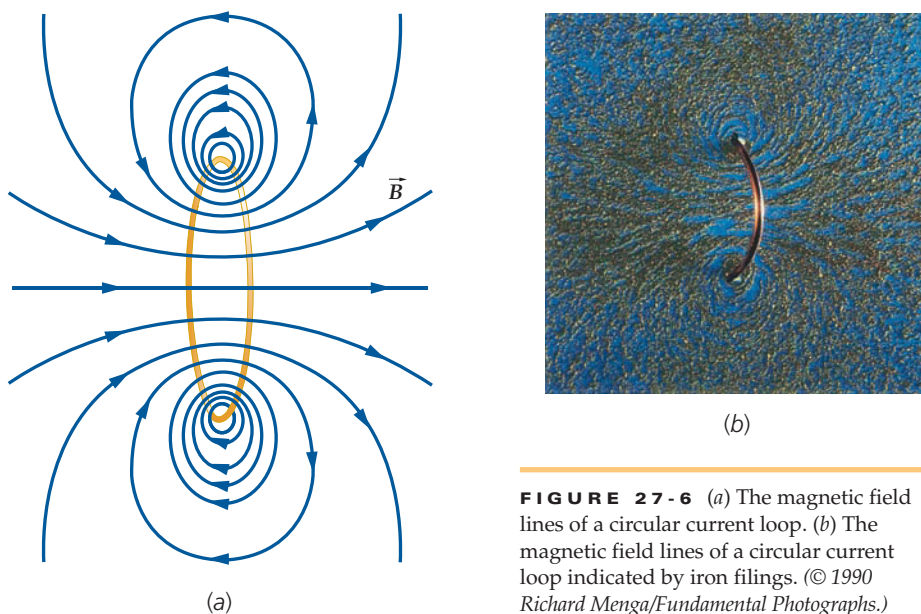 B
(a)
(b)
FIGURE 27-6 (a) The magnetic field
lines of a circular current loop. (b) The
magnetic field lines of a circular current
loop indicated by iron filings. (© 1990
Richard Menga/Fundamental Photographs.)